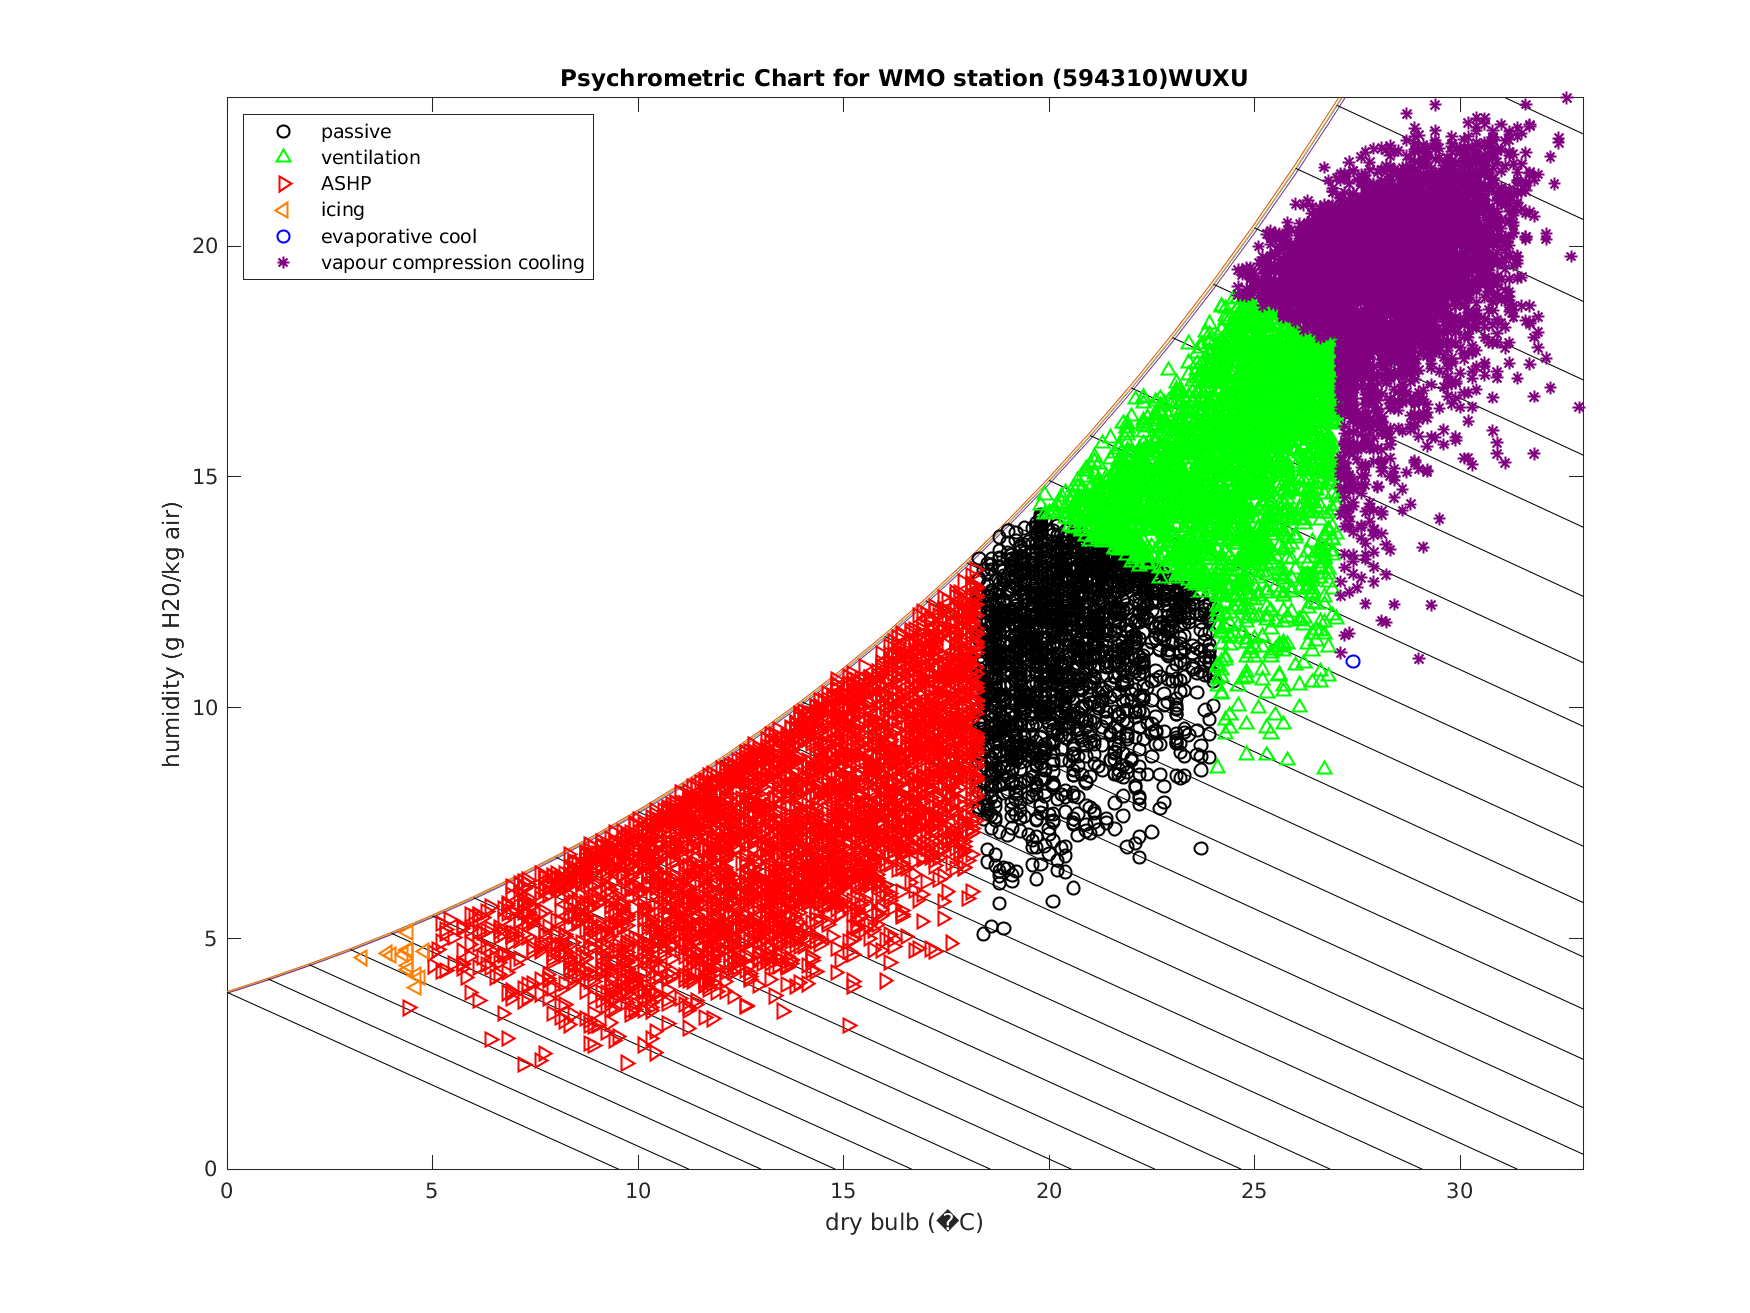 Psychrometric Chart for WMO station (594310)WUXU
passive
ventilation
ASHP
icing
evaporative cool
vapour compression cooling
humidity (g H20/kg air)
20
15
10
5
0
0 5 10 15 20 25 30
dry bulb (�C)